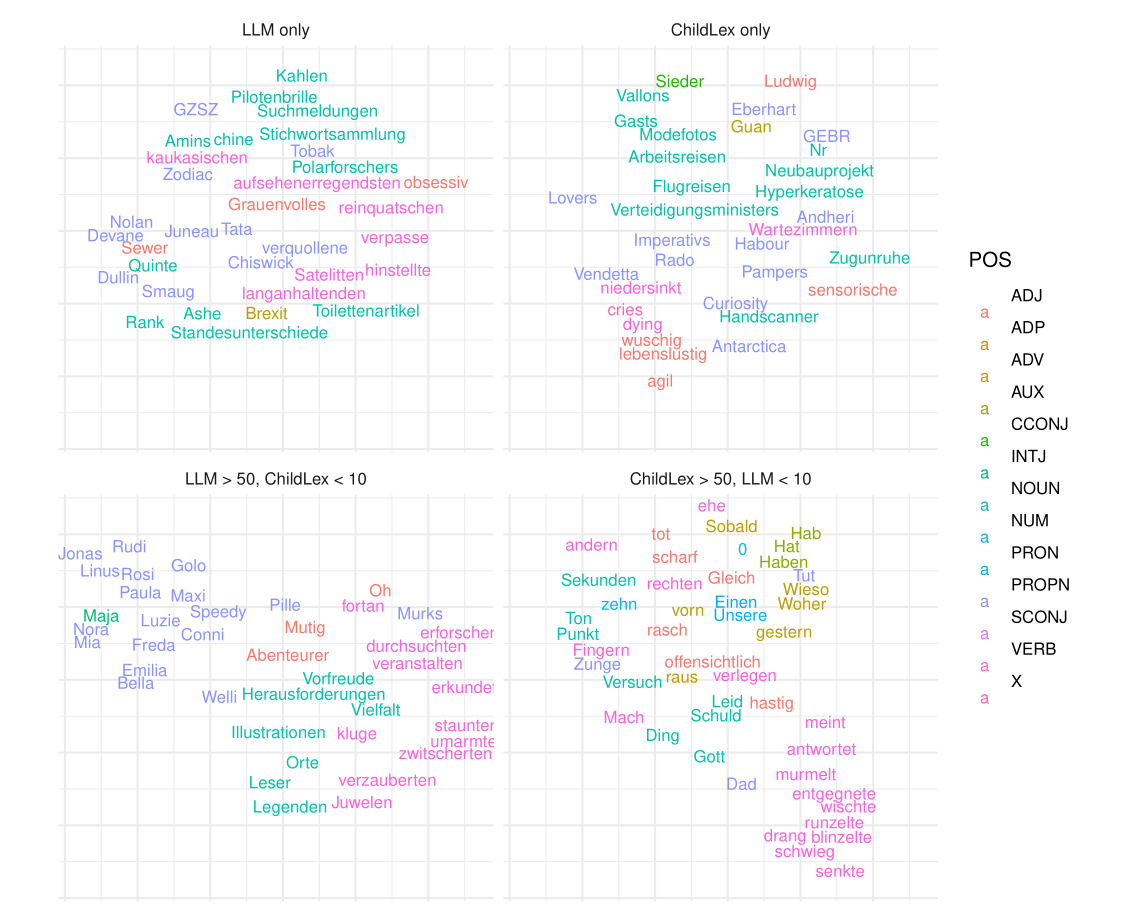 LLM only
Kahlen
Pilotenbrille
GZSZ
Suchmeldungen
Stichwortsammlung
Amins
chine
Tobak
kaukasischen
Polarforschers
Zodiac
aufsehenerregendsten
obsessiv
Grauenvolles
reinquatschen
Nolan
Devane
Juneau
Tata
verpasse
Sewer
verquollene
Quinte
Chiswick
Dullin
Satelitten
hinstellte
Smaug
langanhaltenden
Ashe
Brexit
Toilettenartikel
Rank
Standesunterschiede
ChildLex only
Sieder
Ludwig
Vallons
Eberhart
Gasts
Guan
Modefotos
GEBR
Nr
Arbeitsreisen
Neubauprojekt
Flugreisen
Hyperkeratose
Lovers
Verteidigungsministers
Andheri
Wartezimmern
Imperativs
Habour
Rado
Zugunruhe
Vendetta
Pampers
niedersinkt
sensorische
Curiosity
cries
Handscanner
dying
wuschig
Antarctica
lebenslustig
agil
LLM > 50, ChildLex < 10
Jonas
Rudi
Golo
Linus
Rosi
Paula
Maxi
Oh
Pille
fortan
Maja
Speedy
Murks
Luzie
Nora
Conni
Mutig
erforscher
Mia
Freda
durchsuchten
Abenteurer
veranstalten
Emilia
Vorfreude
Bella
erkundet
Welli
Herausforderungen
Vielfalt
Illustrationen
kluge
staunter
umarmte
zwitscherten
Orte
Leser
verzauberten
Legenden
Juwelen
ChildLex > 50, LLM < 10
ehe
Sobald
tot
Hab
andern
0
Hat
scharf
Haben
Sekunden
rechten
Gleich
Tut
Wieso
zehn
vorn
Einen
Woher
Ton
Unsere
Punkt
rasch
gestern
Fingern
Zunge
offensichtlich
Versuch
raus
verlegen
Leid
hastig
Mach
Schuld
meint
Ding
antwortet
Gott
murmelt
Dad
entgegnete
wischte
runzelte
drang
blinzelte
schwieg
senkte
POS
ADJ
a
ADP
a
ADV
a
AUX
a
CCONJ
a
INTJ
a
NOUN
a
NUM
a
PRON
a
PROPN
a
SCONJ
a
VERB
a
X
a